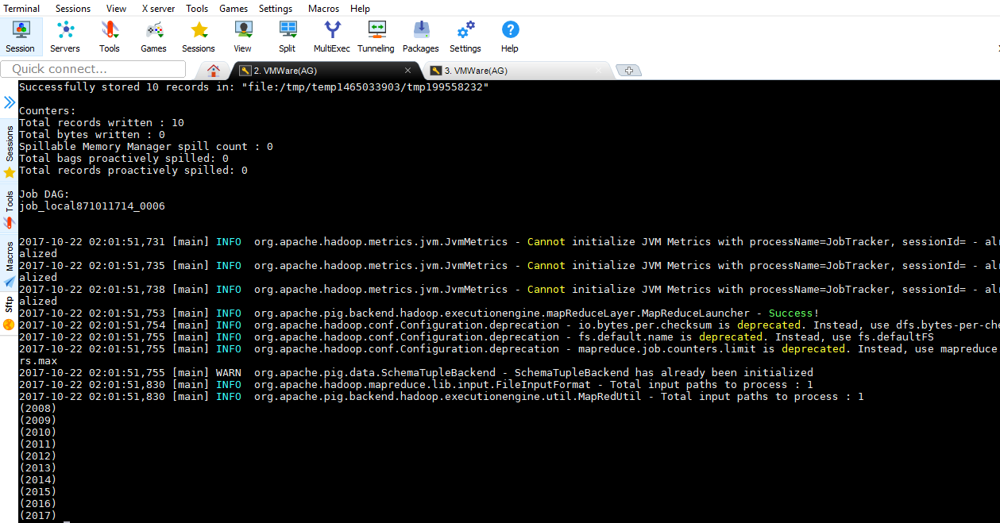 Terminal Sessions View X server Tools Games Settings Macros Help
Session Servers Tools Games Sessions View Split MultiExec Tunneling Packages Settings Help
Quick connect... 2. VMWare(AG) 3. VMWare(AG)
Sessions
Tools
Macros
Sftp
Successfully stored 10 records in: "file:/tmp/temp1465033903/tmp199558232"
Counters:
Total records written : 10
Total bytes written : 0
Spillable Memory Manager spill count : 0
Total bags proactively spilled: 0
Total records proactively spilled: 0
Job DAG:
job_local871011714_0006
2017-10-22 02:01:51,731 [main] INFO  org.apache.hadoop.metrics.jvm.JvmMetrics - Cannot initialize JVM Metrics with processName=JobTracker, sessionId= - alr
alized
2017-10-22 02:01:51,735 [main] INFO  org.apache.hadoop.metrics.jvm.JvmMetrics - Cannot initialize JVM Metrics with processName=JobTracker, sessionId= - alr
alized
2017-10-22 02:01:51,738 [main] INFO  org.apache.hadoop.metrics.jvm.JvmMetrics - Cannot initialize JVM Metrics with processName=JobTracker, sessionId= - alr
alized
2017-10-22 02:01:51,753 [main] INFO  org.apache.pig.backend.hadoop.executionengine.mapReduceLayer.MapReduceLauncher - Success!
2017-10-22 02:01:51,754 [main] INFO  org.apache.hadoop.conf.Configuration.deprecation - io.bytes.per.checksum is deprecated. Instead, use dfs.bytes-per-che
2017-10-22 02:01:51,755 [main] INFO  org.apache.hadoop.conf.Configuration.deprecation - fs.default.name is deprecated. Instead, use fs.defaultFS
2017-10-22 02:01:51,755 [main] INFO  org.apache.hadoop.conf.Configuration.deprecation - mapreduce.job.counters.limit is deprecated. Instead, use mapreduce
rs.max
2017-10-22 02:01:51,755 [main] WARN  org.apache.pig.data.SchemaTupleBackend - SchemaTupleBackend has already been initialized
2017-10-22 02:01:51,830 [main] INFO  org.apache.hadoop.mapreduce.lib.input.FileInputFormat - Total input paths to process : 1
2017-10-22 02:01:51,830 [main] INFO  org.apache.pig.backend.hadoop.executionengine.util.MapRedUtil - Total input paths to process : 1
(2008)
(2009)
(2010)
(2011)
(2012)
(2013)
(2014)
(2015)
(2016)
(2017)